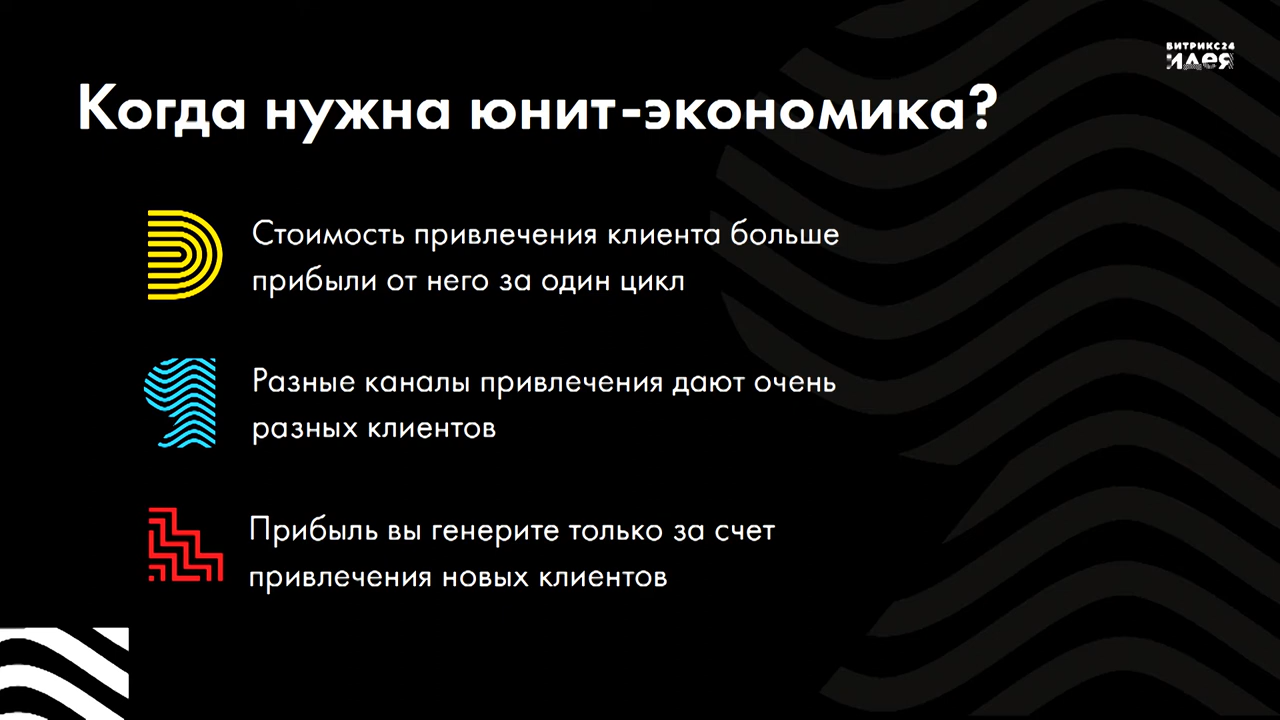 БИТРИКС24
ИДЕЯ
Когда нужна юнит-экономика?
Стоимость привлечения клиента больше
прибыли от него за один цикл
Разные каналы привлечения дают очень
разных клиентов
Прибыль вы генерите только за счет
привлечения новых клиентов